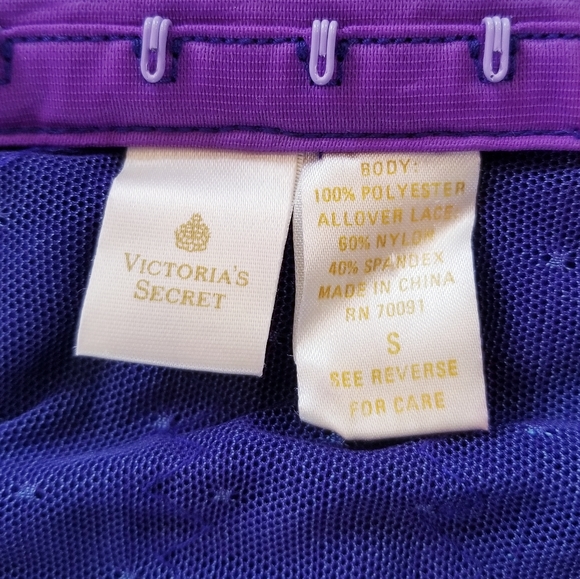 VICTORIA'S
SECRET
BODY:
100% POLYESTER
ALLOVER LACE:
60% NYLON
40% SPANDEX
MADE IN CHINA
RN 70091
S
SEE REVERSE
FOR CARE